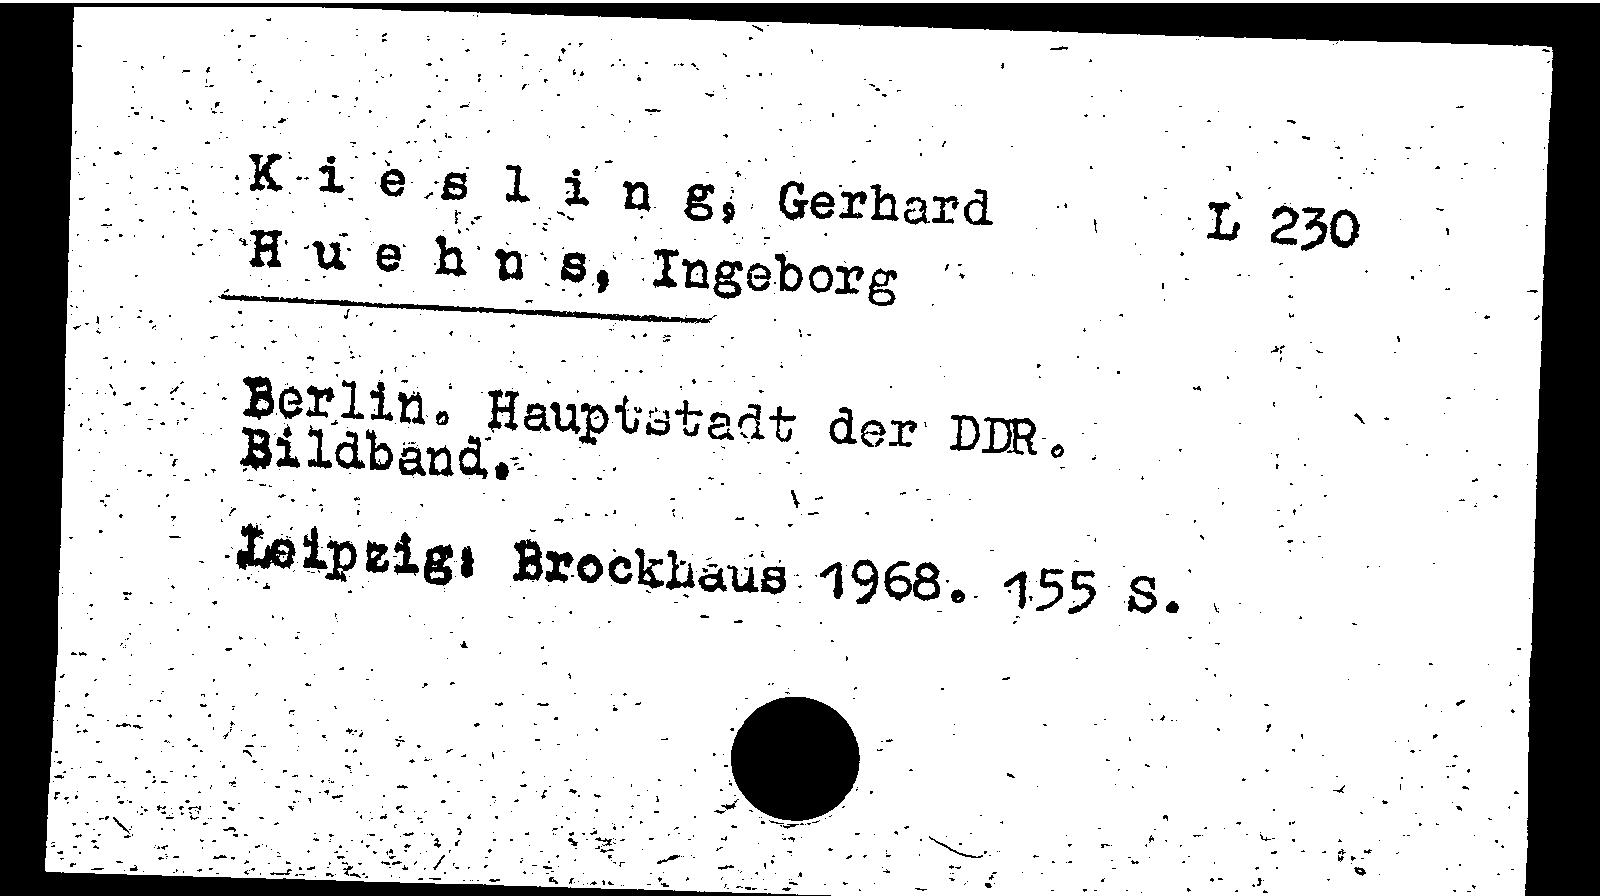 K i e s l i n g, Gerhard
L 230
H u e h n s, Ingeborg
Berlin. Hauptstadt der DDR.
Bildband.
Leipzig: Brockhaus 1968. 155 S.